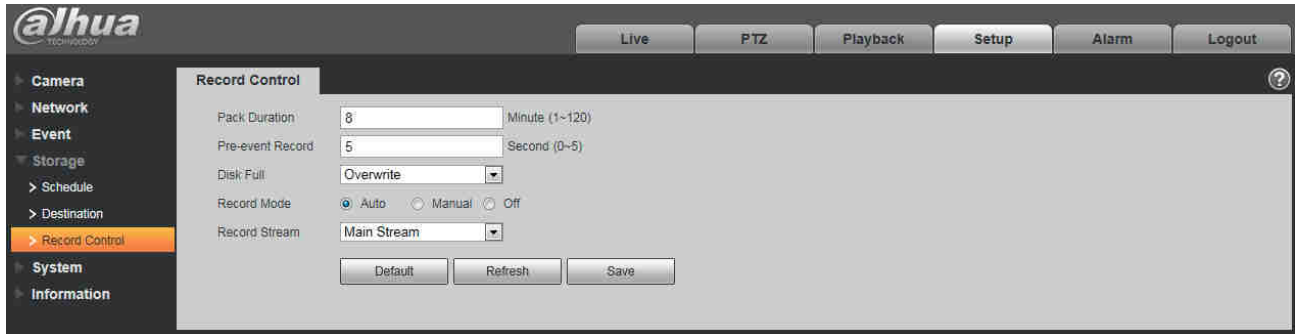 alhua
TECHNOLOGY
Live PTZ Playback Setup Alarm Logout
Camera
Network
Event
Storage
> Schedule
> Destination
> Record Control
System
Information
Record Control
?
Pack Duration 8 Minute (1~120)
Pre-event Record 5 Second (0~5)
Disk Full Overwrite
Record Mode Auto Manual Off
Record Stream Main Stream
Default Refresh Save